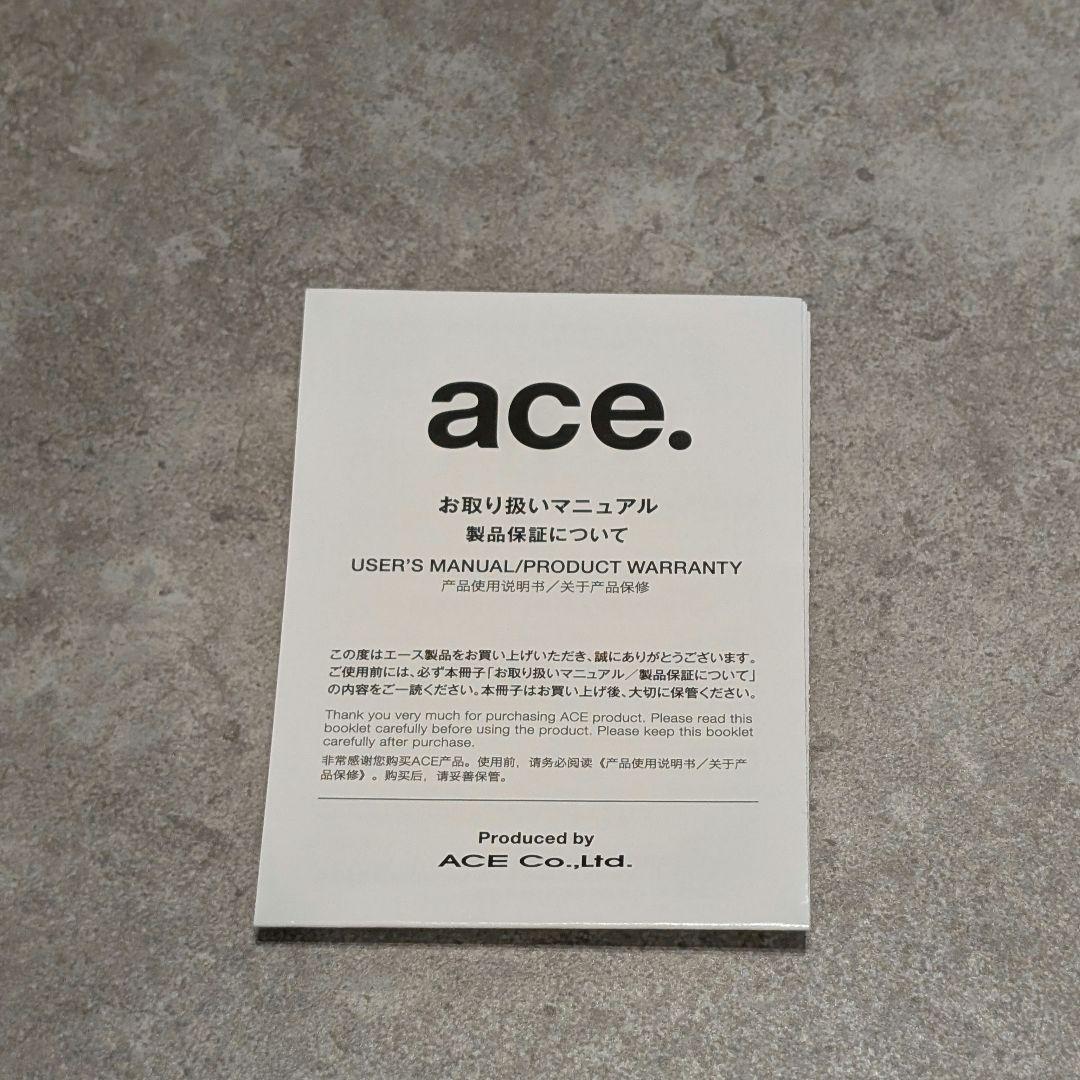 ace.
お取り扱いマニュアル
製品保証について
USER'S MANUAL/PRODUCT WARRANTY
产品使用说明书／关于产品保修
この度はエース製品をお買い上げいただき、誠にありがとうございます。
ご使用前には、必ず本冊子「お取り扱いマニュアル／製品保証について」
の内容をご一読ください。本冊子はお買い上げ後、大切に保管ください。
Thank you very much for purchasing ACE product. Please read this
booklet carefully before using the product. Please keep this booklet
carefully after purchase.
非常感谢您购买ACE产品。使用前，请务必阅读《产品使用说明书／关于产
品保修》。购买后，请妥善保管。
Produced by
ACE Co.,Ltd.